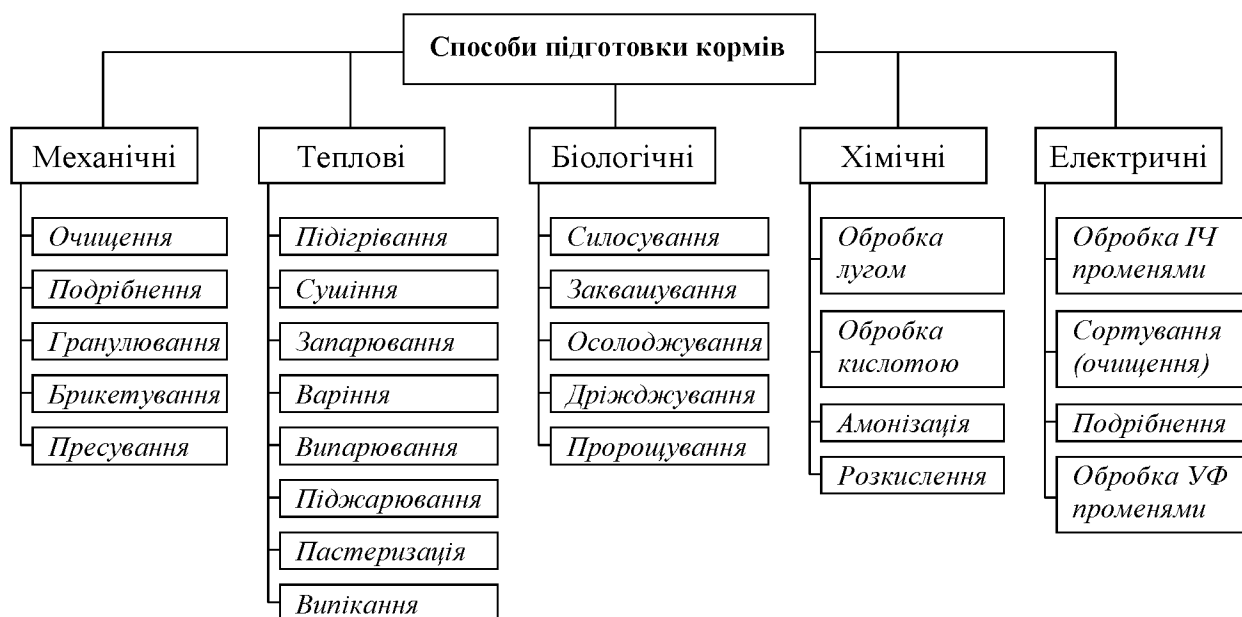 Способи підготовки кормів
Механічні
Очищення
Подрібнення
Гранулювання
Брикетування
Пресування
Теплові
Підігрівання
Сушіння
Запарювання
Варіння
Випарювання
Піджарювання
Пастеризація
Випікання
Біологічні
Силосування
Заквашування
Осолоджування
Дріжджування
Пророщування
Хімічні
Обробка
лугом
Обробка
кислотою
Амонізація
Розкислення
Електричні
Обробка ІЧ
променями
Сортування
(очищення)
Подрібнення
Обробка УФ
променями